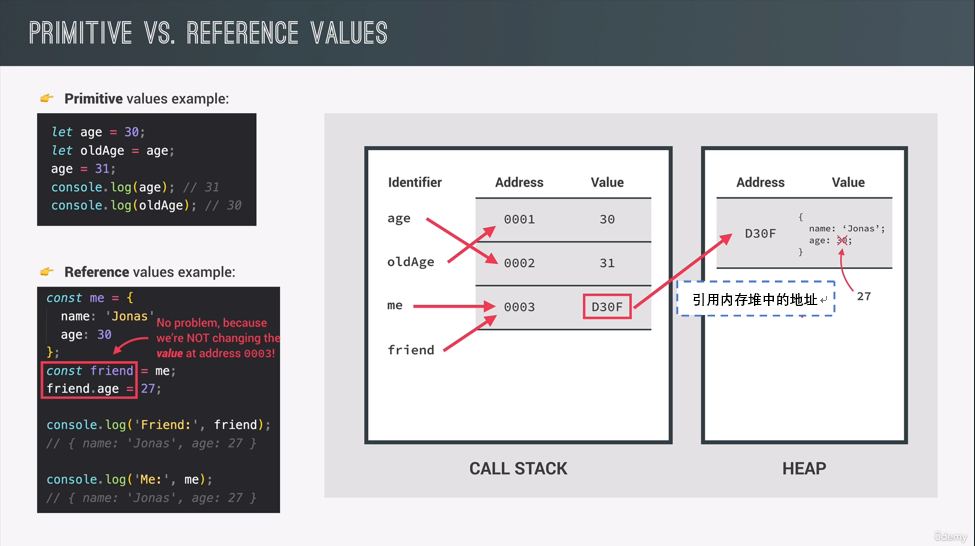 PRIMITIVE VS. REFERENCE VALUES
👉 Primitive values example:
let age = 30;
let oldAge = age;
age = 31;
console.log(age); // 31
console.log(oldAge); // 30
👉 Reference values example:
const me = {
name: 'Jonas'
age: 30
};
const friend = me;
friend.age = 27;
No problem, because
we're NOT changing the
value at address 0003!
console.log('Friend:', friend);
// { name: 'Jonas', age: 27 }
console.log('Me:', me);
// { name: 'Jonas', age: 27 }
Identifier Address Value
age 0001 30
oldAge 0002 31
me 0003 D30F
friend
CALL STACK
Address Value
D30F
{
name: 'Jonas';
age: 30;
}
27
引用内存堆中的地址
HEAP
ûdemy